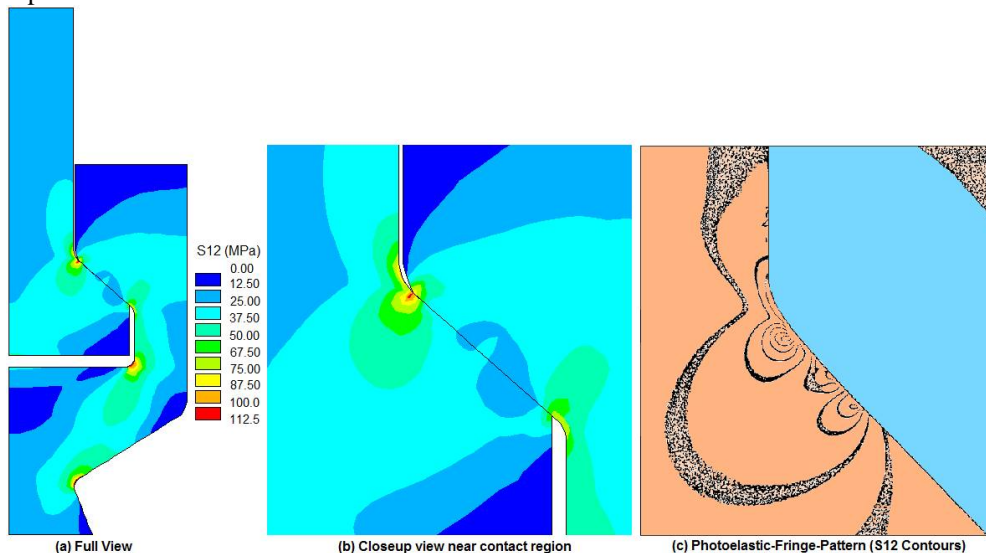 S12 (MPa)
0.00
12.50
25.00
37.50
50.00
67.50
75.00
87.50
100.0
112.5
(a) Full View
(b) Closeup view near contact region
(c) Photoelastic-Fringe-Pattern (S12 Contours)